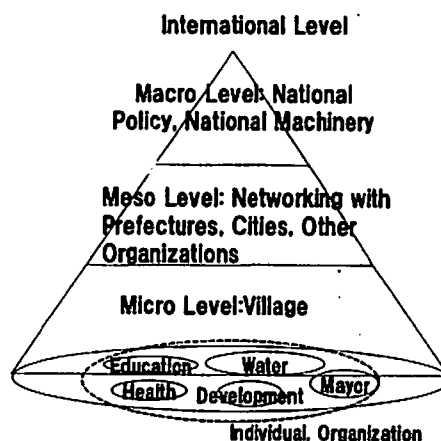 International Level
Macro Level: National
Policy, National Machinery
Meso Level: Networking with
Prefectures, Cities, Other
Organizations
Micro Level:Village
Education
Water
Health
Development
Mayor
Individual, Organization